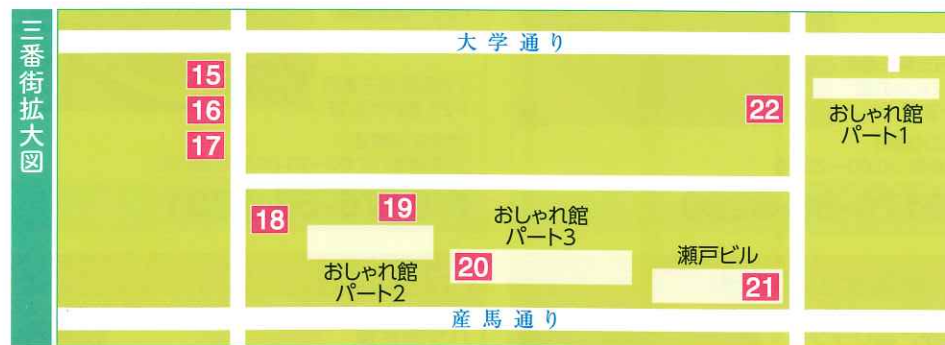 三番街拡大図
大学通り
15
16
17
22
おしゃれ館
パート1
18
19
おしゃれ館
パート2
おしゃれ館
パート3
20
瀬戸ビル
21
産馬通り